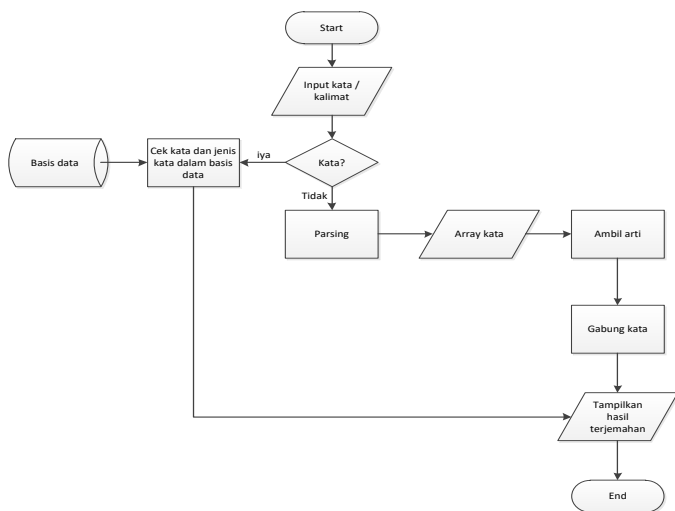 Start
Input kata /
kalimat
Basis data
Cek kata dan jenis
kata dalam basis
data
iya
Kata?
Tidak
Parsing
Array kata
Ambil arti
Gabung kata
Tampilkan
hasil
terjemahan
End